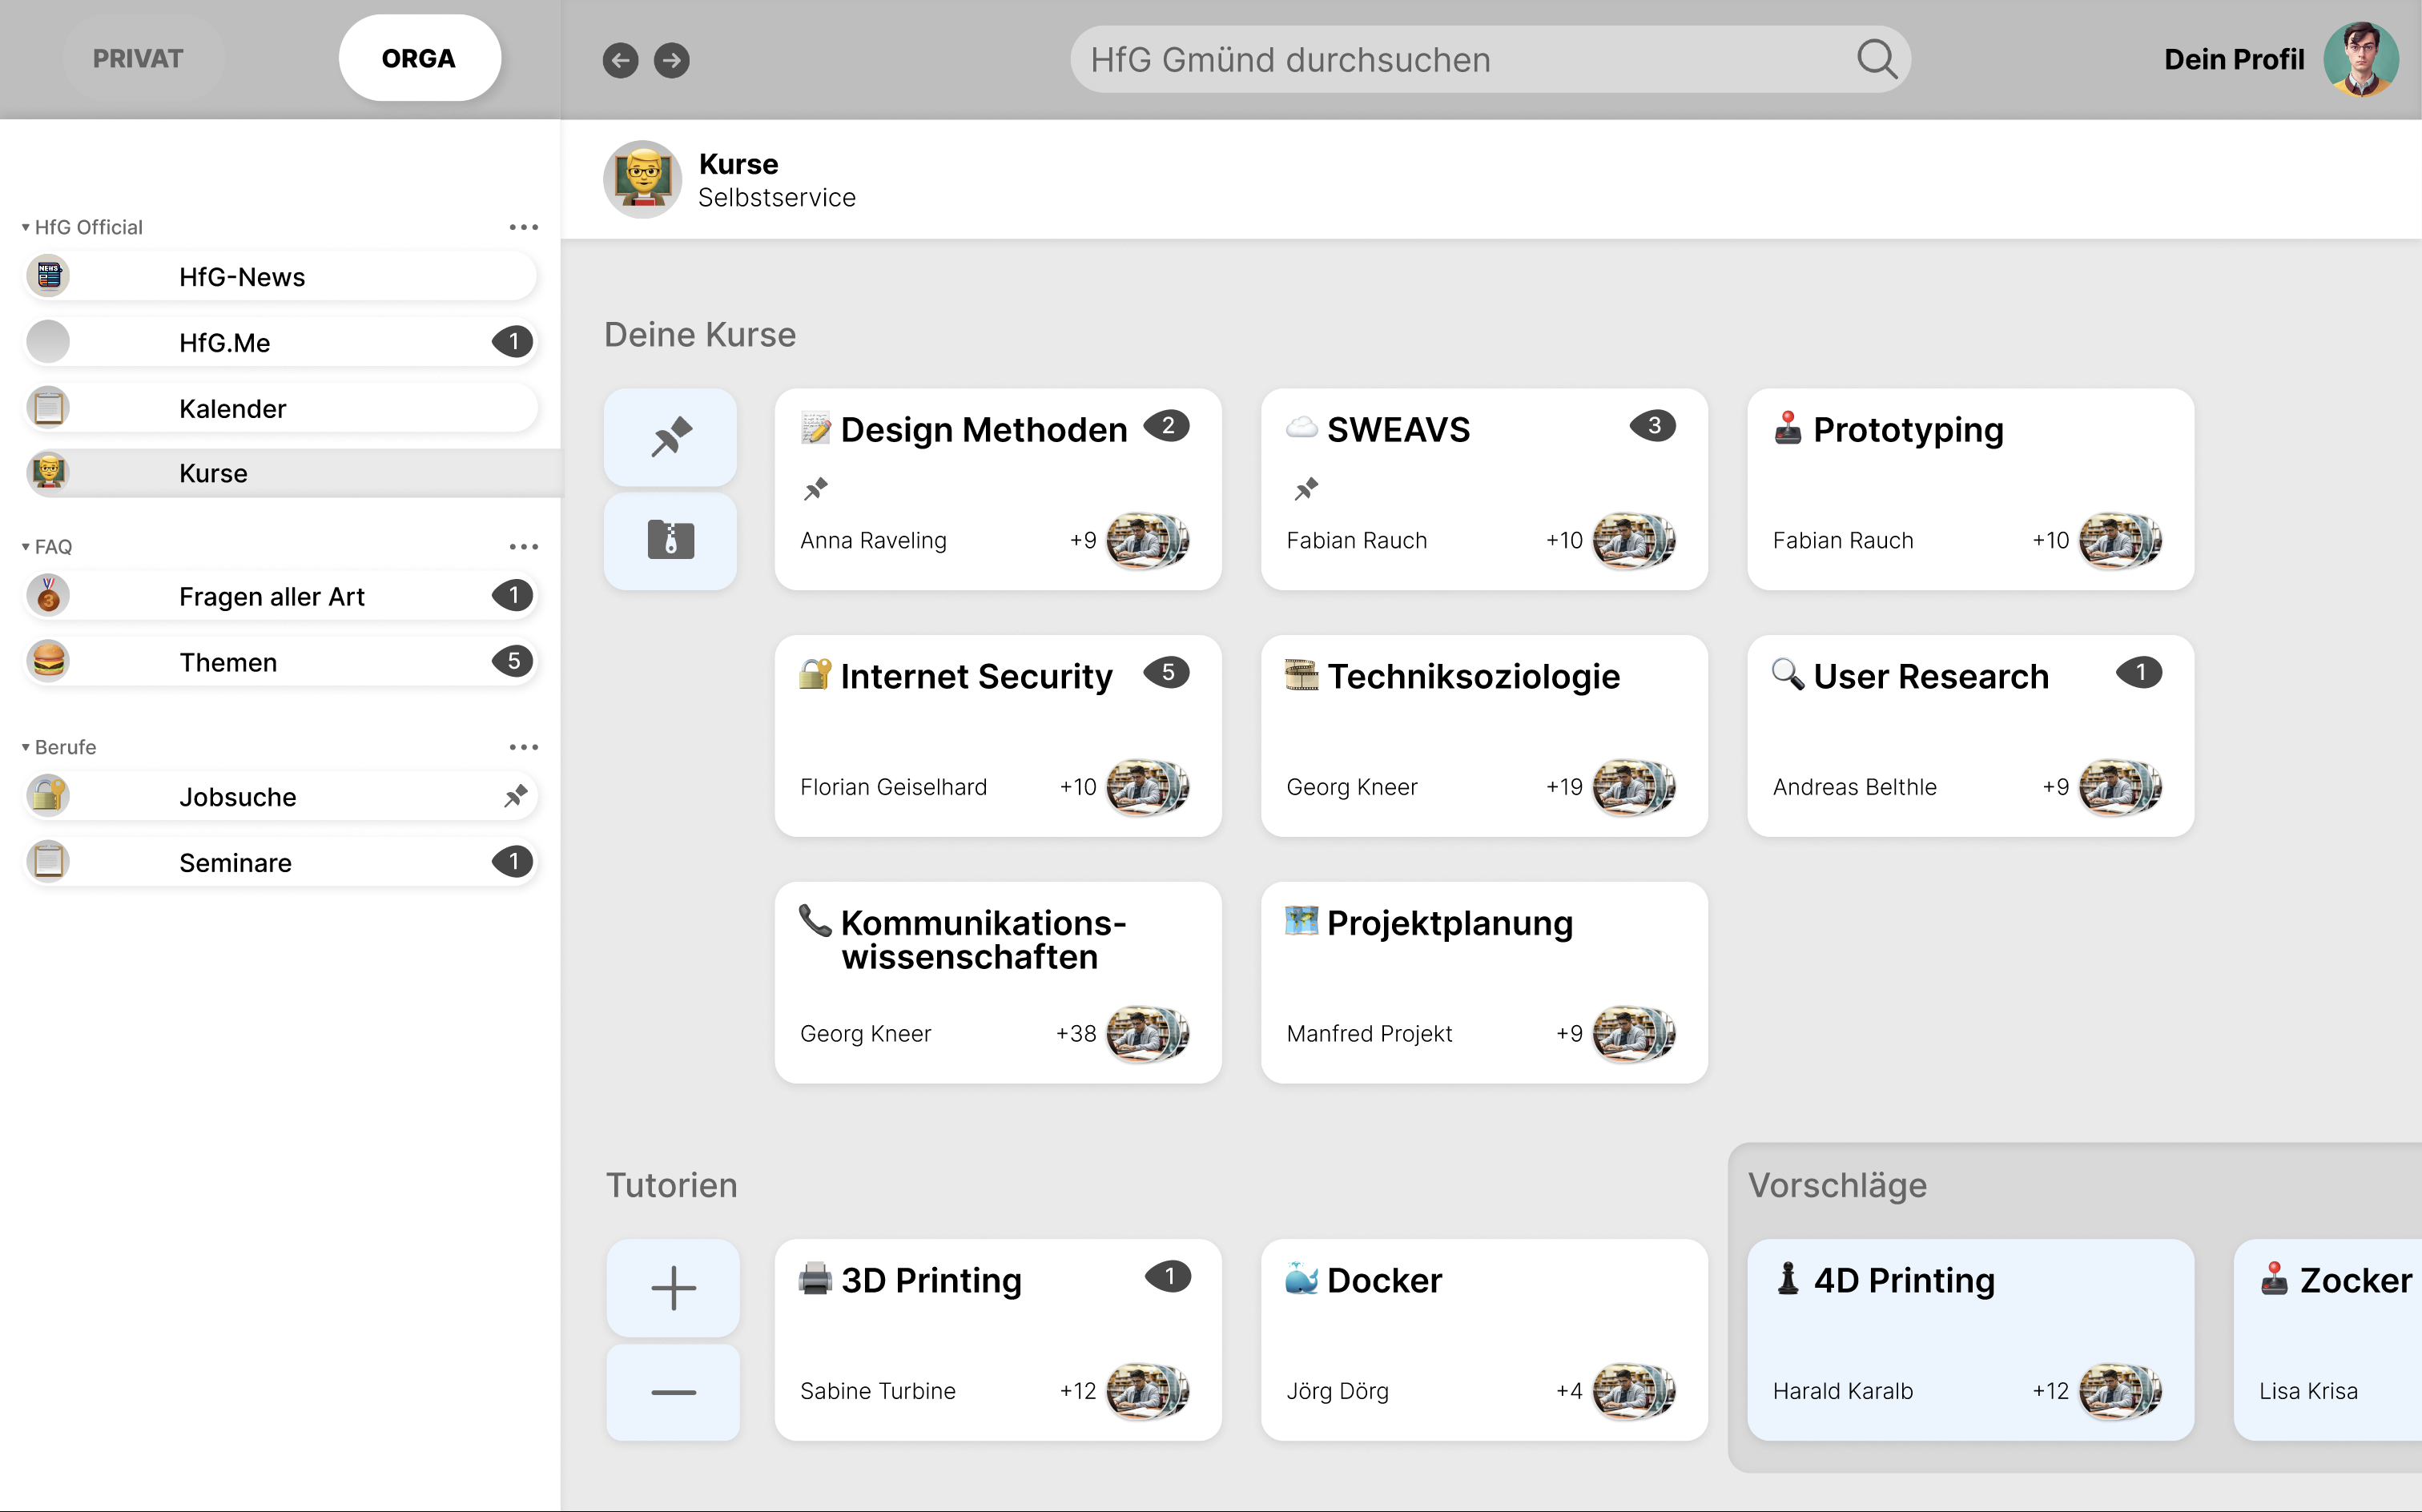 PRIVAT
ORGA
HfG Gmünd durchsuchen
Dein Profil
Kurse
Selbstservice
HfG Official
NEWS
HfG-News
HfG.Me
1
Kalender
Kurse
FAQ
3
Fragen aller Art
1
Themen
5
Berufe
Jobsuche
Seminare
1
Deine Kurse
Design Methoden
2
Anna Raveling
+9
SWEAVS
3
Fabian Rauch
+10
Prototyping
Fabian Rauch
+10
Internet Security
5
Florian Geiselhard
+10
Techniksoziologie
Georg Kneer
+19
User Research
1
Andreas Belthle
+9
Kommunikations-
wissenschaften
Georg Kneer
+38
Projektplanung
Manfred Projekt
+9
Tutorien
3D Printing
1
Sabine Turbine
+12
Docker
Jörg Dörg
+4
Vorschläge
4D Printing
Harald Karalb
+12
Zocker
Lisa Krisa